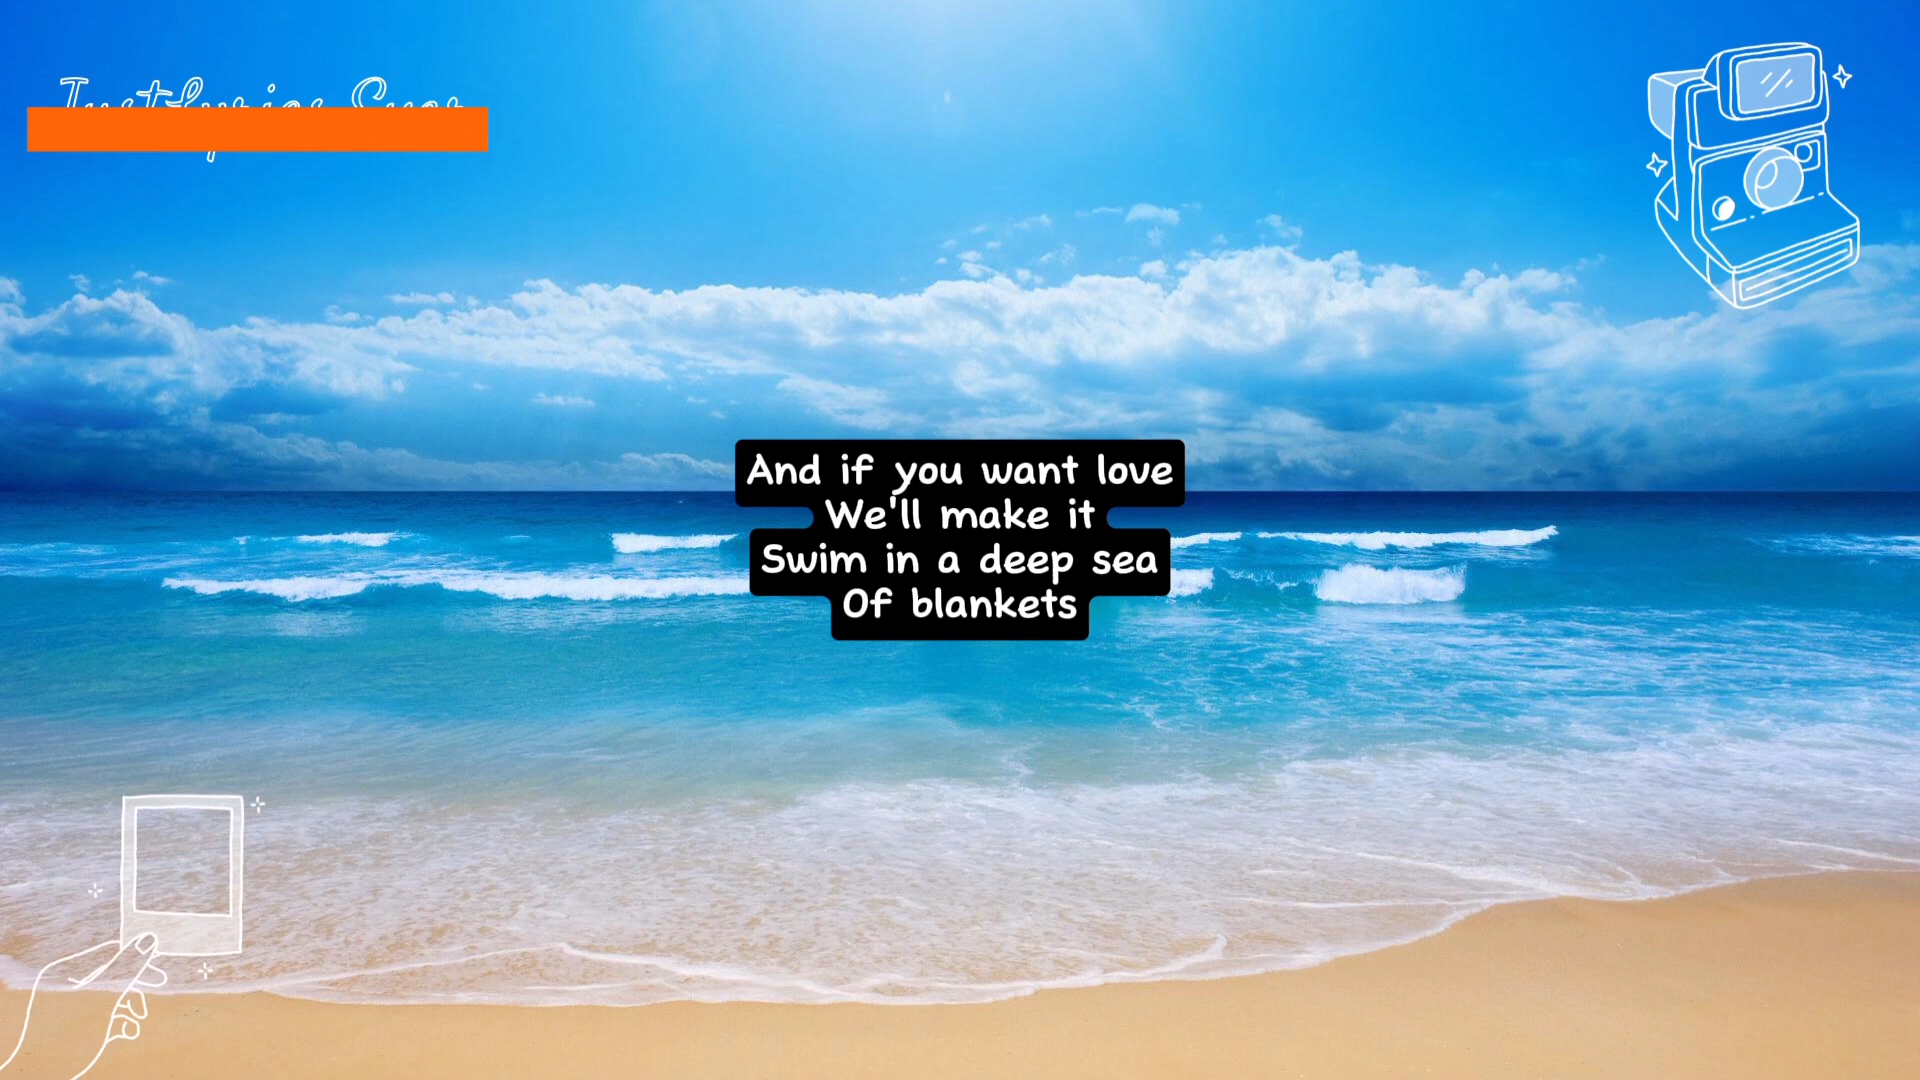 And if you want love
We'll make it
Swim in a deep sea
Of blankets